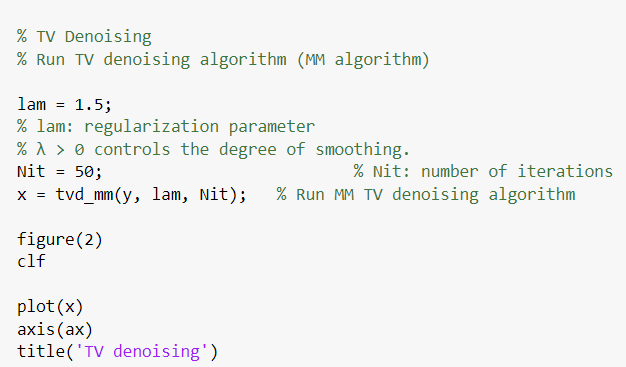 % TV Denoising
% Run TV denoising algorithm (MM algorithm)
lam = 1.5;
% lam: regularization parameter
% λ > 0 controls the degree of smoothing.
Nit = 50; % Nit: number of iterations
x = tvd_mm(y, lam, Nit); % Run MM TV denoising algorithm
figure(2)
clf
plot(x)
axis(ax)
title('TV denoising')